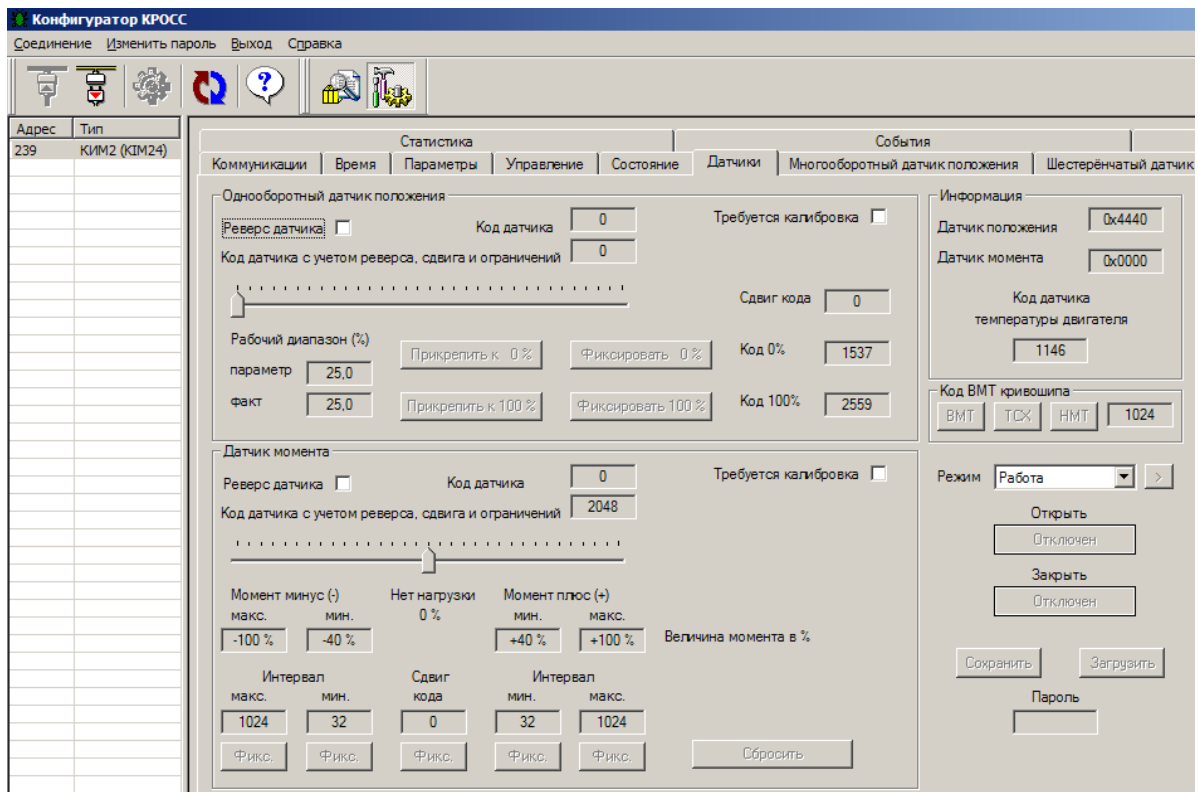 Конфигуратор КРОСС
Соединение Изменить пароль Выход Справка
Адрес Тип
239 КИМ2 (KIM24)
Статистика События
Коммуникации Время Параметры Управление Состояние Датчики Многооборотный датчик положения Шестерёнчатый датчик
Однооборотный датчик положения
Реверс датчика Код датчика 0 Требуется калибровка
Код датчика с учетом реверса, сдвига и ограничений 0
Сдвиг кода 0
Рабочий диапазон (%)
Прикрепить к 0 % Фиксировать 0 % Код 0% 1537
параметр 25,0
факт 25,0 Прикрепить к 100 % Фиксировать 100 % Код 100% 2559
Информация
Датчик положения 0x4440
Датчик момента 0x0000
Код датчика
температуры двигателя
1146
Код ВМТ кривошипа
ВМТ ТСХ НМТ 1024
Датчик момента
Реверс датчика Код датчика 0 Требуется калибровка
Код датчика с учетом реверса, сдвига и ограничений 2048
Момент минус (-) Нет нагрузки Момент плюс (+)
макс. мин. 0 % мин. макс.
-100 % -40 % +40 % +100 % Величина момента в %
Интервал Сдвиг Интервал
макс. мин. кода мин. макс.
1024 32 0 32 1024
Фикс. Фикс. Фикс. Фикс. Фикс. Сбросить
Режим Работа >
Открыть
Отключен
Закрыть
Отключен
Сохранить Загрузить
Пароль